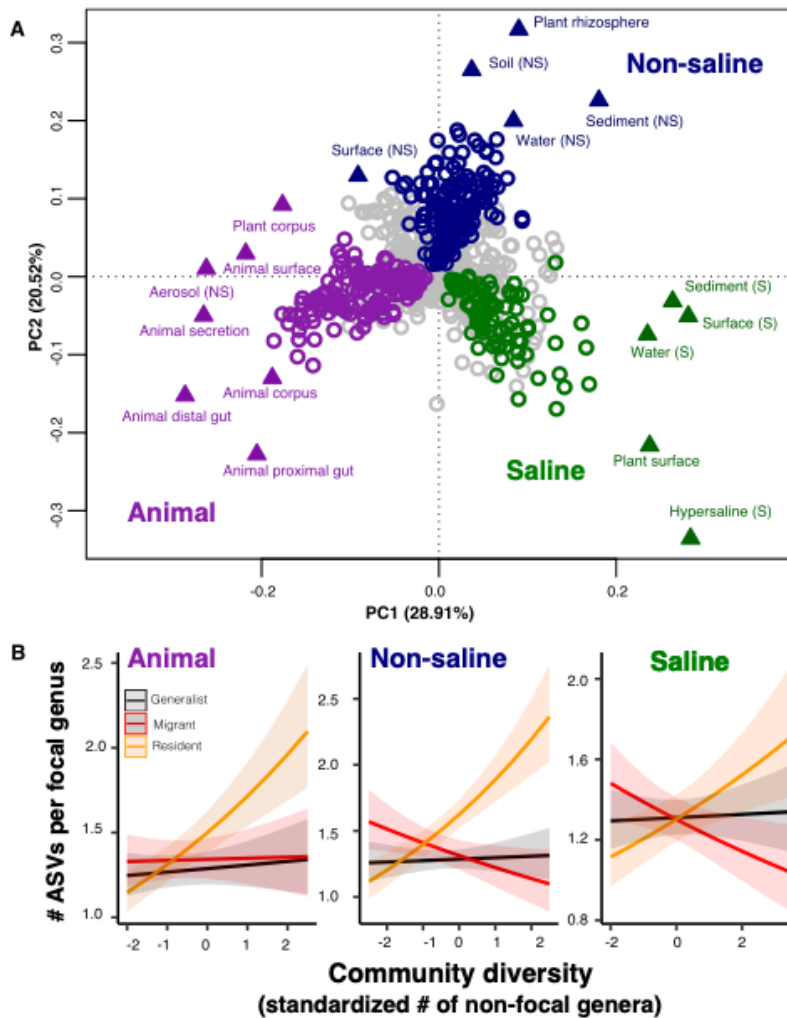 A
Plant rhizosphere
Soil (NS)
Non-saline
Sediment (NS)
Water (NS)
Surface (NS)
Plant corpus
Animal surface
Aerosol (NS)
Animal secretion
Animal corpus
Animal distal gut
Animal proximal gut
Animal
Sediment (S)
Surface (S)
Water (S)
Plant surface
Saline
Hypersaline (S)
PC2 (20.52%)
0.3
0.2
0.1
0.0
-0.1
-0.2
-0.3
-0.2 0.0 0.2
PC1 (28.91%)
B
Animal
Generalist
Migrant
Resident
# ASVs per focal genus
2.5
2.0
1.5
1.0
-2 -1 0 1 2
Non-saline
2.5
2.0
1.5
1.0
-2 -1 0 1 2
Saline
2.0
1.6
1.2
0.8
-2 0 2
Community diversity
(standardized # of non-focal genera)